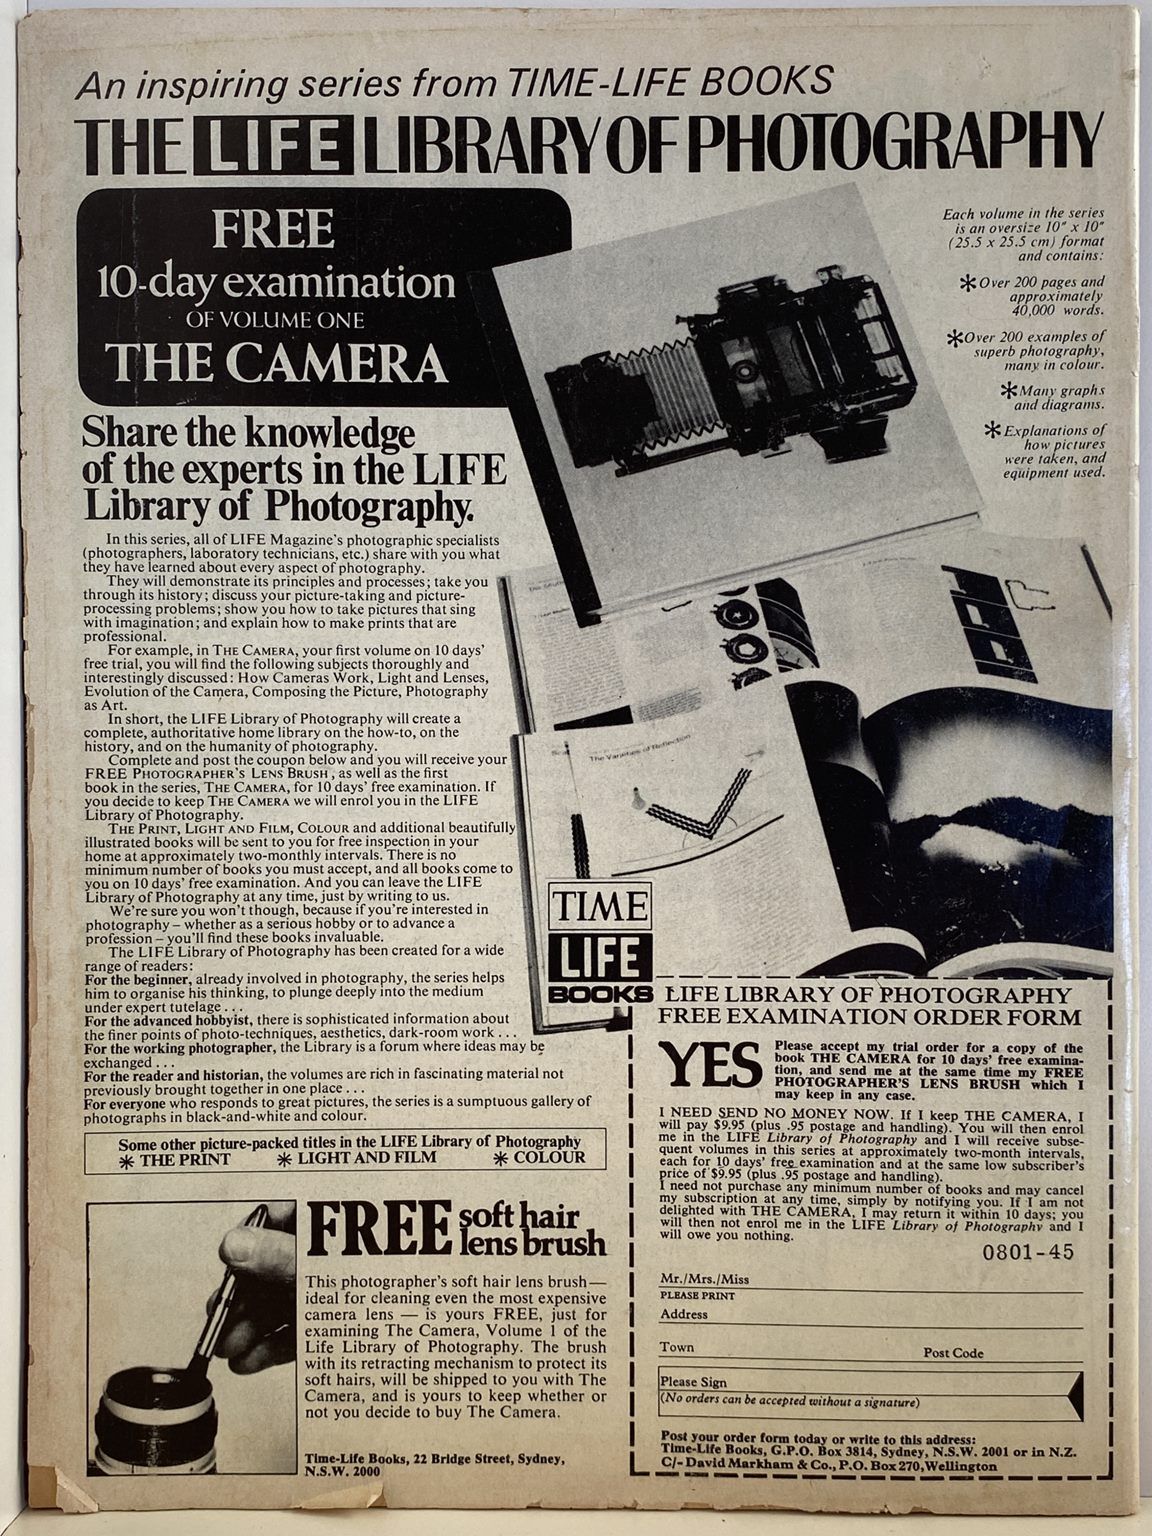 An inspiring series from TIME-LIFE BOOKS
THE LIFE LIBRARY OF PHOTOGRAPHY
FREE
10-day examination
OF VOLUME ONE
THE CAMERA
Each volume in the series
is an oversize 10" x 10"
(25.5 x 25.5 cm) format
and contains:
* Over 200 pages and
approximately
40,000 words.
* Over 200 examples of
superb photography,
many in colour.
* Many graphs
and diagrams.
* Explanations of
how pictures
were taken, and
equipment used.
Share the knowledge
of the experts in the LIFE
Library of Photography.
In this series, all of LIFE Magazine's photographic specialists
(photographers, laboratory technicians, etc.) share with you what
they have learned about every aspect of photography.
They will demonstrate its principles and processes; take you
through its history; discuss your picture-taking and picture-
processing problems; show you how to take pictures that sing
with imagination; and explain how to make prints that are
professional.
For example, in THE CAMERA, your first volume on 10 days'
free trial, you will find the following subjects thoroughly and
interestingly discussed: How Cameras Work, Light and Lenses,
Evolution of the Camera, Composing the Picture, Photography
as Art.
In short, the LIFE Library of Photography will create a
complete, authoritative home library on the how-to, on the
history, and on the humanity of photography.
Complete and post the coupon below and you will receive your
FREE PHOTOGRAPHER'S LENS BRUSH, as well as the first
book in the series, THE CAMERA, for 10 days' free examination. If
you decide to keep THE CAMERA we will enrol you in the LIFE
Library of Photography.
THE PRINT, LIGHT AND FILM, COLOUR and additional beautifully
illustrated books will be sent to you for free inspection in your
home at approximately two-monthly intervals. There is no
minimum number of books you must accept, and all books come to
you on 10 days' free examination. And you can leave the LIFE
Library of Photography at any time, just by writing to us.
We're sure you won't though, because if you're interested in
photography – whether as a serious hobby or to advance a
profession – you'll find these books invaluable.
The LIFE Library of Photography has been created for a wide
range of readers:
For the beginner, already involved in photography, the series helps
him to organise his thinking, to plunge deeply into the medium
under expert tutelage . . .
For the advanced hobbyist, there is sophisticated information about
the finer points of photo-techniques, aesthetics, dark-room work . . .
For the working photographer, the Library is a forum where ideas may be
exchanged . . .
For the reader and historian, the volumes are rich in fascinating material not
previously brought together in one place . . .
For everyone who responds to great pictures, the series is a sumptuous gallery of
photographs in black-and-white and colour.
The Varieties of Reflection
TIME
LIFE
BOOKS
Some other picture-packed titles in the LIFE Library of Photography
* THE PRINT * LIGHT AND FILM * COLOUR
FREE soft hair
lens brush
This photographer's soft hair lens brush—
ideal for cleaning even the most expensive
camera lens — is yours FREE, just for
examining The Camera, Volume 1 of the
Life Library of Photography. The brush
with its retracting mechanism to protect its
soft hairs, will be shipped to you with The
Camera, and is yours to keep whether or
not you decide to buy The Camera.
Time-Life Books, 22 Bridge Street, Sydney,
N.S.W. 2000
LIFE LIBRARY OF PHOTOGRAPHY
FREE EXAMINATION ORDER FORM
YES
Please accept my trial order for a copy of the
book THE CAMERA for 10 days' free examina-
tion, and send me at the same time my FREE
PHOTOGRAPHER'S LENS BRUSH which I
may keep in any case.
I NEED SEND NO MONEY NOW. If I keep THE CAMERA, I
will pay $9.95 (plus .95 postage and handling). You will then enrol
me in the LIFE Library of Photography and I will receive subse-
quent volumes in this series at approximately two-month intervals,
each for 10 days' free examination and at the same low subscriber's
price of $9.95 (plus .95 postage and handling).
I need not purchase any minimum number of books and may cancel
my subscription at any time, simply by notifying you. If I am not
delighted with THE CAMERA, I may return it within 10 days; you
will then not enrol me in the LIFE Library of Photography and I
will owe you nothing.
0801-45
Mr./Mrs./Miss
PLEASE PRINT
Address
Town Post Code
Please Sign
(No orders can be accepted without a signature)
Post your order form today or write to this address:
Time-Life Books, G.P.O. Box 3814, Sydney, N.S.W. 2001 or in N.Z.
C/- David Markham & Co., P.O. Box 270, Wellington